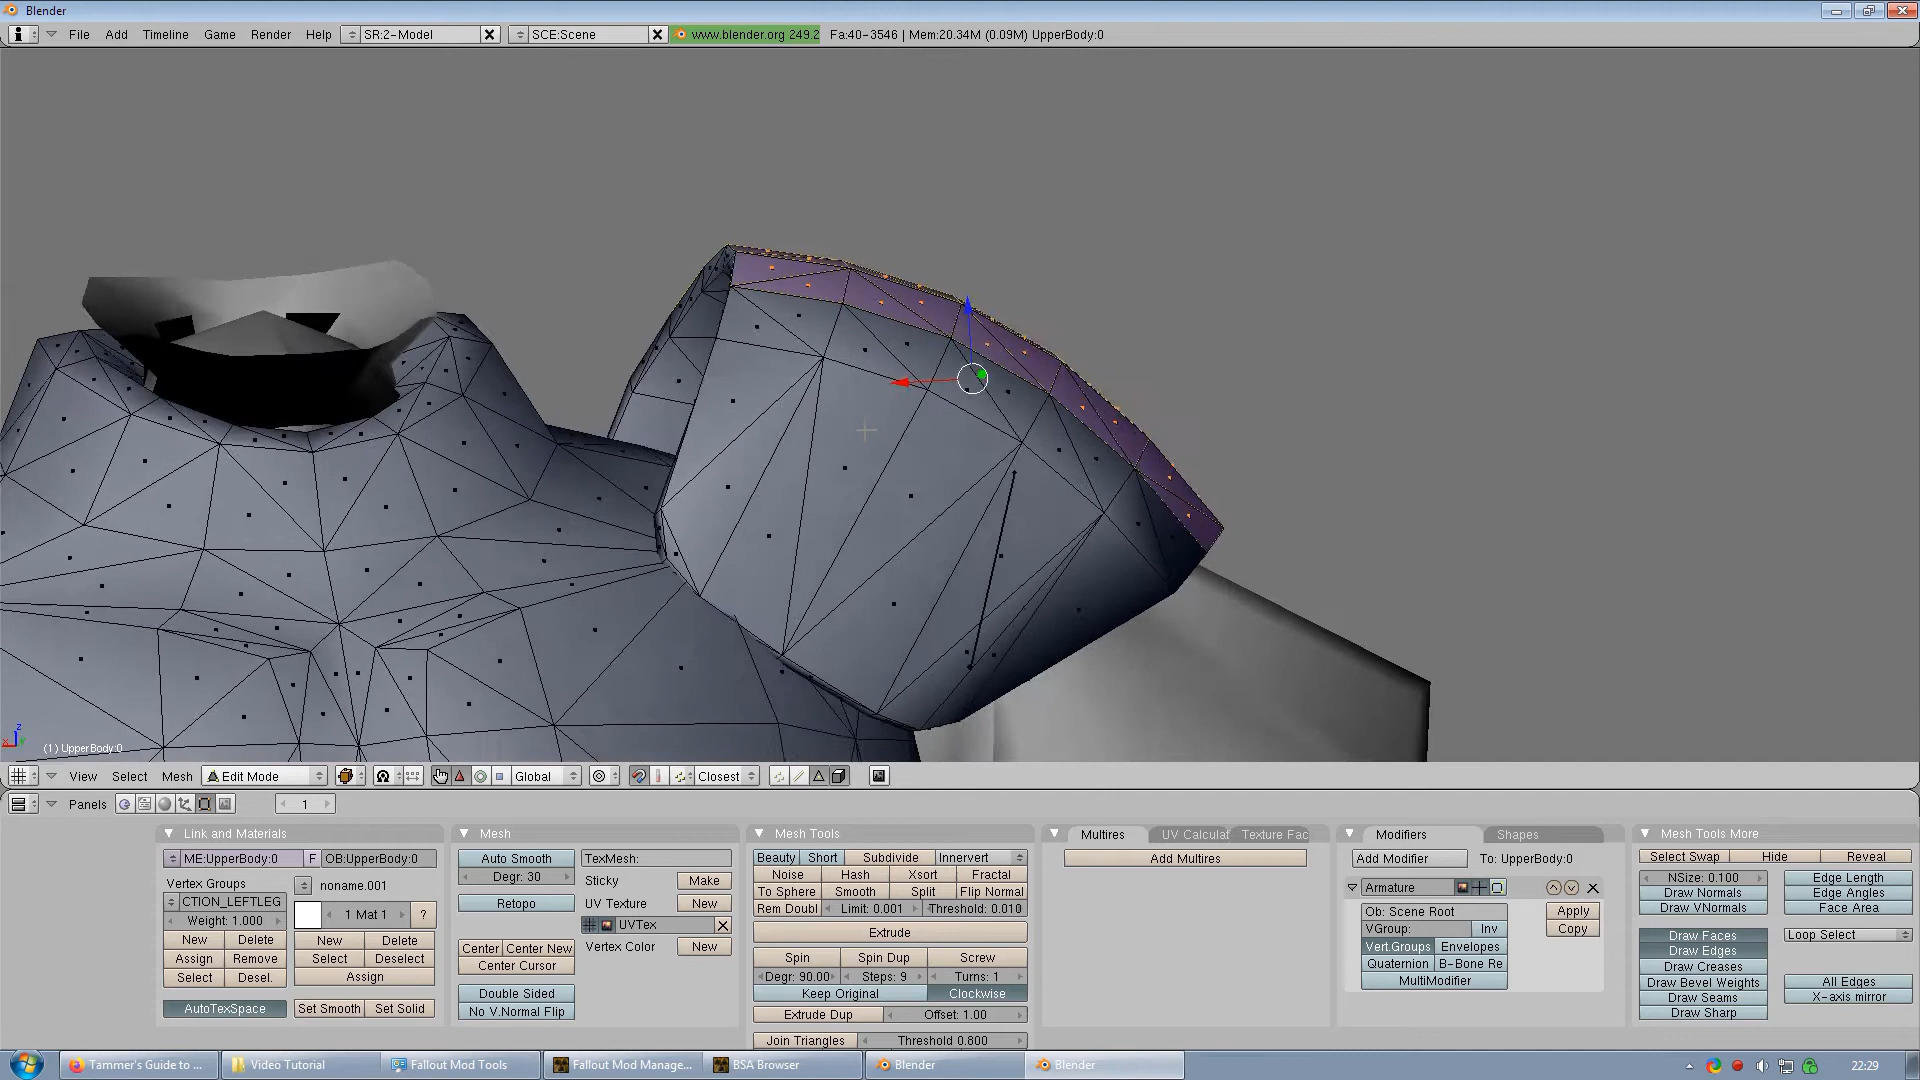 Blender
File Add Timeline Game Render Help SR:2-Model SCE:Scene www.blender.org 249.2 Fa:40-3546 | Mem:20.34M (0.09M) UpperBody:0
z
x
(1) UpperBody:0
View Select Mesh Edit Mode Global Closest
Panels 1
Link and Materials
ME:UpperBody:0 F OB:UpperBody:0
Vertex Groups
noname.001
CTION_LEFTLEG
Weight: 1.000
1 Mat 1 ?
New Delete New Delete
Assign Remove Select Deselect
Select Desel. Assign
AutoTexSpace Set Smooth Set Solid
Mesh
Auto Smooth TexMesh:
Degr: 30 Sticky Make
Retopo UV Texture New
UVTex
Center Center New Vertex Color New
Center Cursor
Double Sided
No V.Normal Flip
Mesh Tools
Beauty Short Subdivide Innervert
Noise Hash Xsort Fractal
To Sphere Smooth Split Flip Normal
Rem Doubl Limit: 0.001 Threshold: 0.010
Extrude
Spin Spin Dup Screw
Degr: 90.00 Steps: 9 Turns: 1
Keep Original Clockwise
Extrude Dup Offset: 1.00
Join Triangles Threshold 0.800
Multires UV Calculat Texture Fac
Add Multires
Modifiers Shapes
Add Modifier To: UpperBody:0
Armature
Ob: Scene Root Apply
VGroup: Inv Copy
Vert.Groups Envelopes
Quaternion B-Bone Re
MultiModifier
Mesh Tools More
Select Swap Hide Reveal
NSize: 0.100 Edge Length
Draw Normals Edge Angles
Draw VNormals Face Area
Draw Faces Loop Select
Draw Edges
Draw Creases
Draw Bevel Weights All Edges
Draw Seams X-axis mirror
Draw Sharp
Tammer's Guide to ... Video Tutorial Fallout Mod Tools Fallout Mod Manage... BSA Browser Blender Blender 22:29